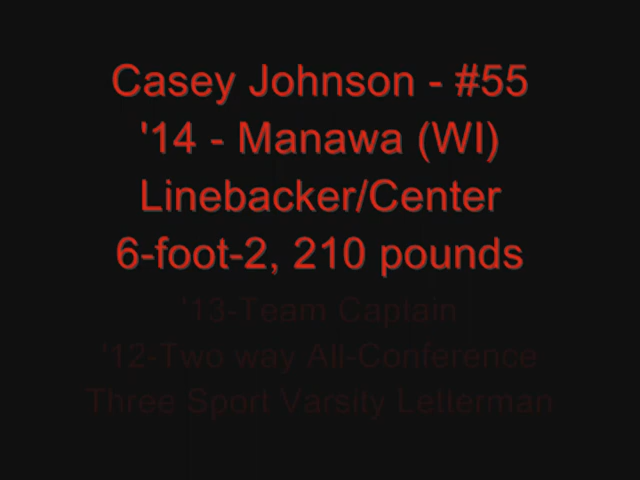 Casey Johnson - #55
'14 - Manawa (WI)
Linebacker/Center
6-foot-2, 210 pounds
'13-Team Captain
'12-Two way All-Conference
Three Sport Varsity Letterman